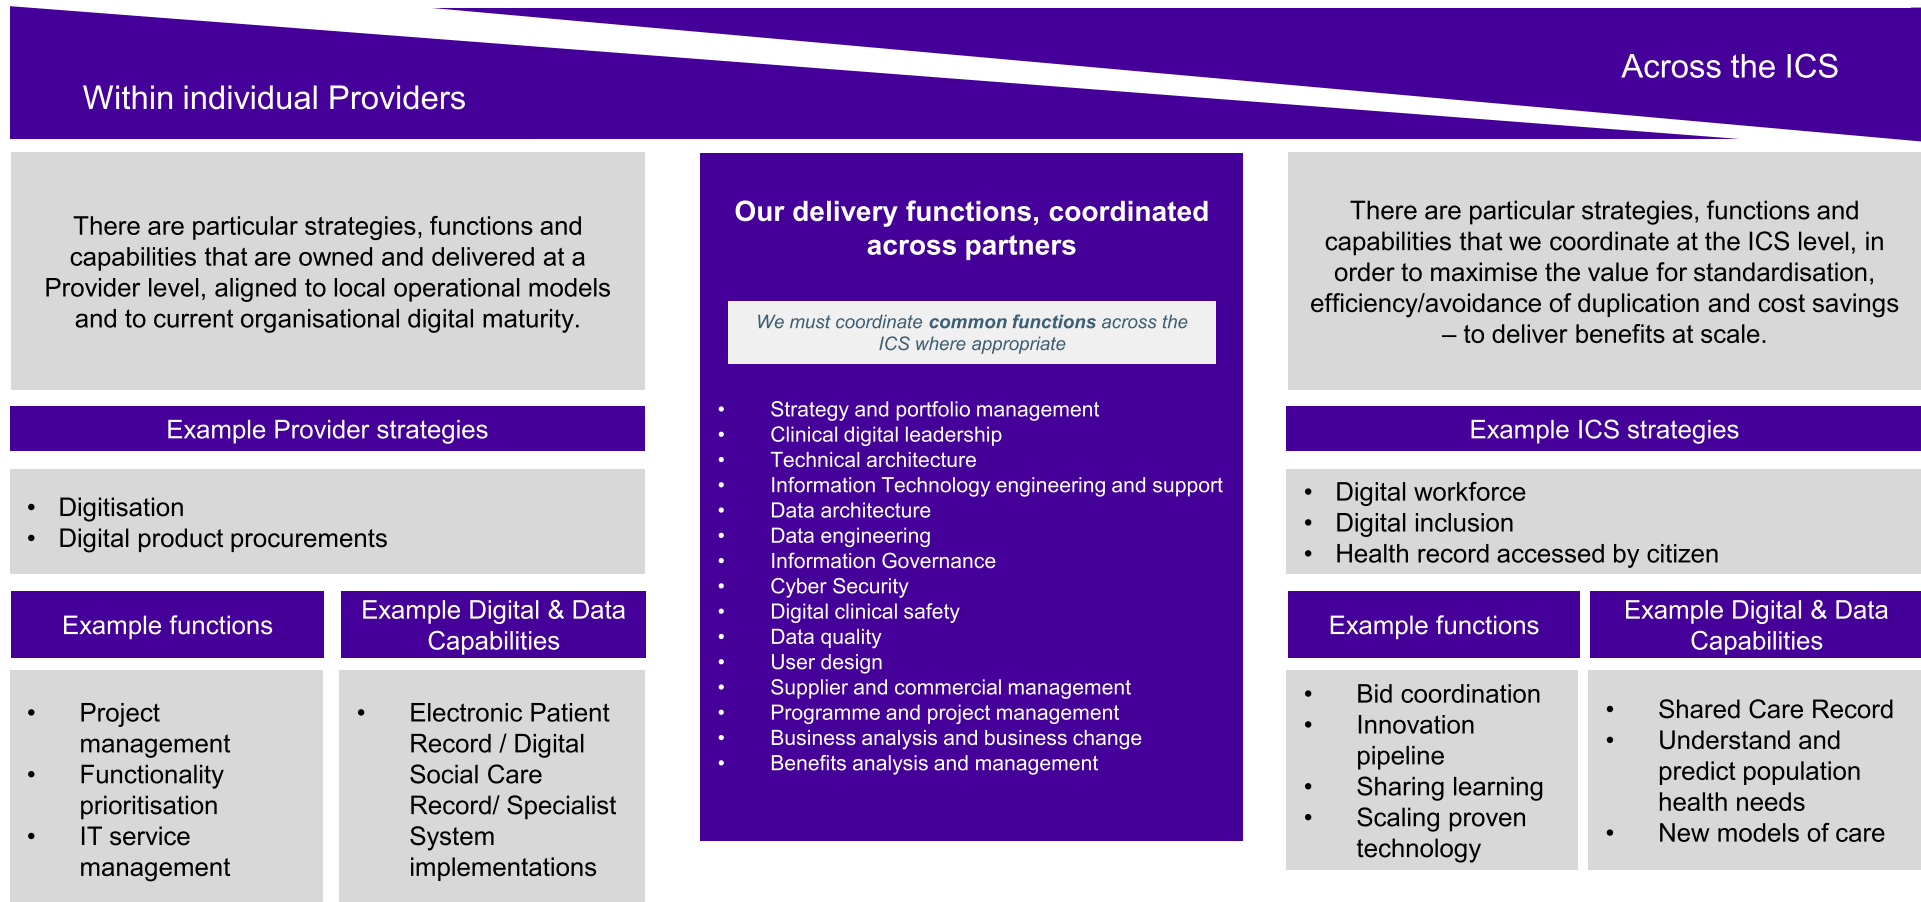 Within individual Providers
Across the ICS
There are particular strategies, functions and
capabilities that are owned and delivered at a
Provider level, aligned to local operational models
and to current organisational digital maturity.
Example Provider strategies
• Digitisation
• Digital product procurements
Example functions
• Project
management
• Functionality
prioritisation
• IT service
management
Example Digital & Data
Capabilities
• Electronic Patient
Record / Digital
Social Care
Record/ Specialist
System
implementations
Our delivery functions, coordinated
across partners
We must coordinate common functions across the
ICS where appropriate
• Strategy and portfolio management
• Clinical digital leadership
• Technical architecture
• Information Technology engineering and support
• Data architecture
• Data engineering
• Information Governance
• Cyber Security
• Digital clinical safety
• Data quality
• User design
• Supplier and commercial management
• Programme and project management
• Business analysis and business change
• Benefits analysis and management
There are particular strategies, functions and
capabilities that we coordinate at the ICS level, in
order to maximise the value for standardisation,
efficiency/avoidance of duplication and cost savings
– to deliver benefits at scale.
Example ICS strategies
• Digital workforce
• Digital inclusion
• Health record accessed by citizen
Example functions
• Bid coordination
• Innovation
pipeline
• Sharing learning
• Scaling proven
technology
Example Digital & Data
Capabilities
• Shared Care Record
• Understand and
predict population
health needs
• New models of care